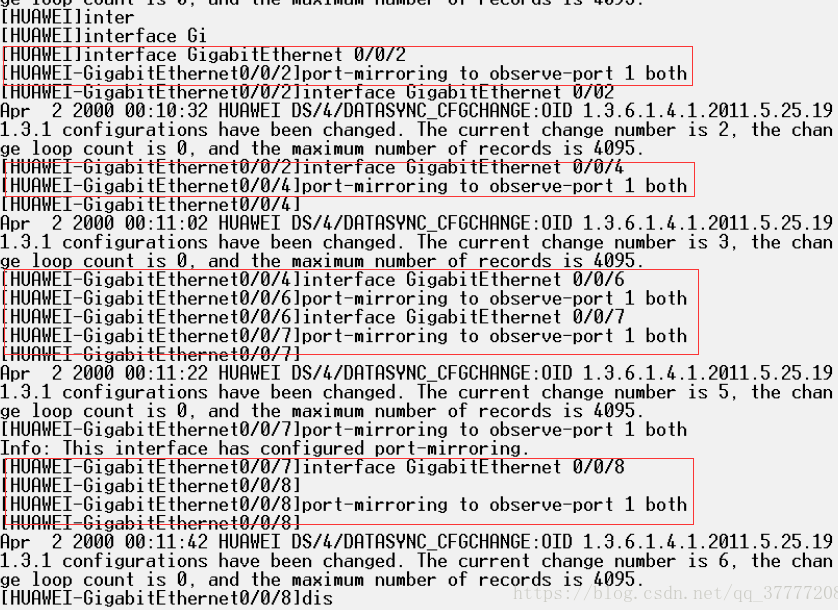 ge loop count is 0, and the maximum number of records is 4095.
[HUAWEI]inter
[HUAWEI]interface Gi
[HUAWEI]interface GigabitEthernet 0/0/2
[HUAWEI-GigabitEthernet0/0/2]port-mirroring to observe-port 1 both
[HUAWEI-GigabitEthernet0/0/2]interface GigabitEthernet 0/02
Apr  2 2000 00:10:32 HUAWEI DS/4/DATASYNC_CFGCHANGE:OID 1.3.6.1.4.1.2011.5.25.19
1.3.1 configurations have been changed. The current change number is 2, the chan
ge loop count is 0, and the maximum number of records is 4095.
[HUAWEI-GigabitEthernet0/0/2]interface GigabitEthernet 0/0/4
[HUAWEI-GigabitEthernet0/0/4]port-mirroring to observe-port 1 both
[HUAWEI-GigabitEthernet0/0/4]
Apr  2 2000 00:11:02 HUAWEI DS/4/DATASYNC_CFGCHANGE:OID 1.3.6.1.4.1.2011.5.25.19
1.3.1 configurations have been changed. The current change number is 3, the chan
ge loop count is 0, and the maximum number of records is 4095.
[HUAWEI-GigabitEthernet0/0/4]interface GigabitEthernet 0/0/6
[HUAWEI-GigabitEthernet0/0/6]port-mirroring to observe-port 1 both
[HUAWEI-GigabitEthernet0/0/6]interface GigabitEthernet 0/0/7
[HUAWEI-GigabitEthernet0/0/7]port-mirroring to observe-port 1 both
[HUAWEI-GigabitEthernet0/0/7]
Apr  2 2000 00:11:22 HUAWEI DS/4/DATASYNC_CFGCHANGE:OID 1.3.6.1.4.1.2011.5.25.19
1.3.1 configurations have been changed. The current change number is 5, the chan
ge loop count is 0, and the maximum number of records is 4095.
[HUAWEI-GigabitEthernet0/0/7]port-mirroring to observe-port 1 both
Info: This interface has configured port-mirroring.
[HUAWEI-GigabitEthernet0/0/7]interface GigabitEthernet 0/0/8
[HUAWEI-GigabitEthernet0/0/8]
[HUAWEI-GigabitEthernet0/0/8]port-mirroring to observe-port 1 both
[HUAWEI-GigabitEthernet0/0/8]
Apr  2 2000 00:11:42 HUAWEI DS/4/DATASYNC_CFGCHANGE:OID 1.3.6.1.4.1.2011.5.25.19
1.3.1 configurations have been changed. The current change number is 6, the chan
ge loop count is 0, and the maximum number of records is 4095.
[HUAWEI-GigabitEthernet0/0/8]dis
https://blog.csdn.net/qq_37777208